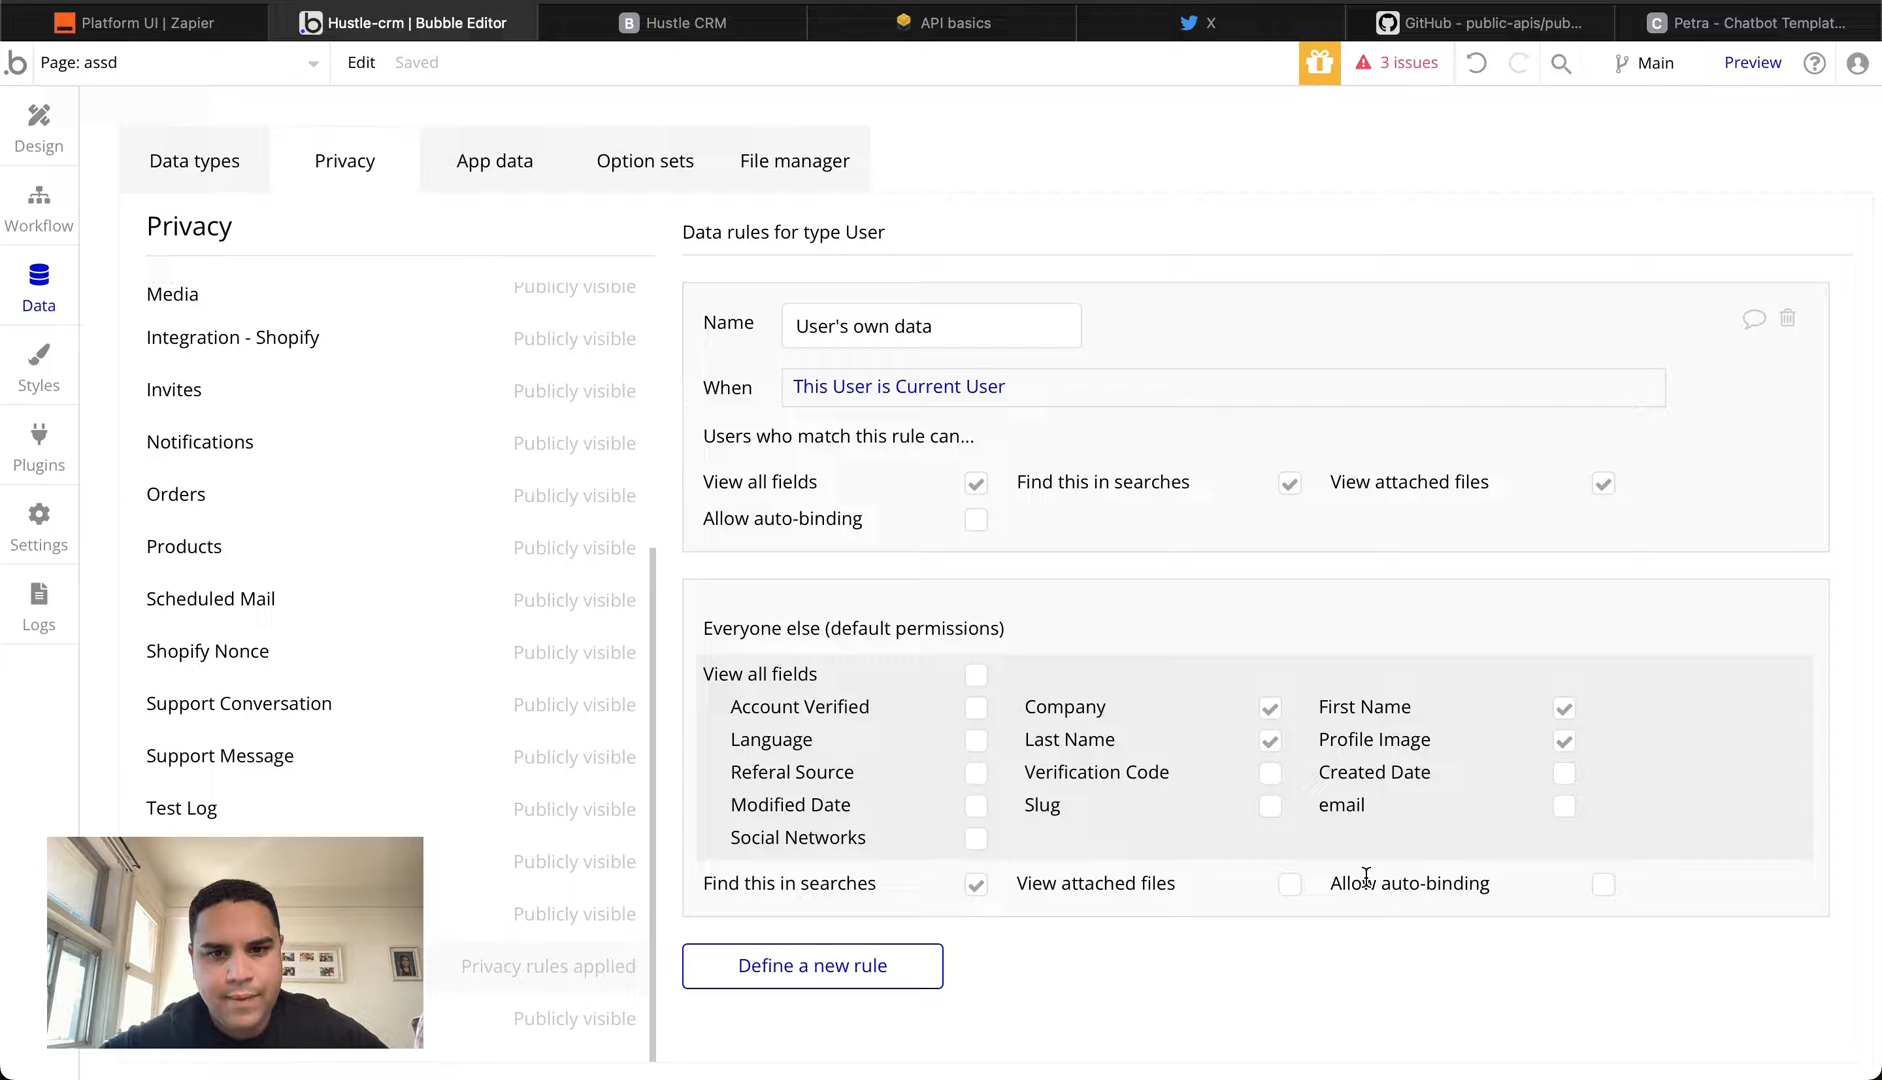 Platform UI | Zapier
Hustle-crm | Bubble Editor
Hustle CRM
API basics
X
GitHub - public-apis/pub...
Petra - Chatbot Templat...
Page: assd
Edit
Saved
3 issues
Main
Preview
Design
Workflow
Data
Styles
Plugins
Settings
Logs
Data types
Privacy
App data
Option sets
File manager
Privacy
Media Publicly visible
Integration - Shopify Publicly visible
Invites Publicly visible
Notifications Publicly visible
Orders Publicly visible
Products Publicly visible
Scheduled Mail Publicly visible
Shopify Nonce Publicly visible
Support Conversation Publicly visible
Support Message Publicly visible
Test Log Publicly visible
Publicly visible
Publicly visible
Privacy rules applied
Publicly visible
Data rules for type User
Name User's own data
When This User is Current User
Users who match this rule can...
View all fields Find this in searches View attached files
Allow auto-binding
Everyone else (default permissions)
View all fields
Account Verified Company First Name
Language Last Name Profile Image
Referal Source Verification Code Created Date
Modified Date Slug email
Social Networks
Find this in searches View attached files Allow auto-binding
Define a new rule